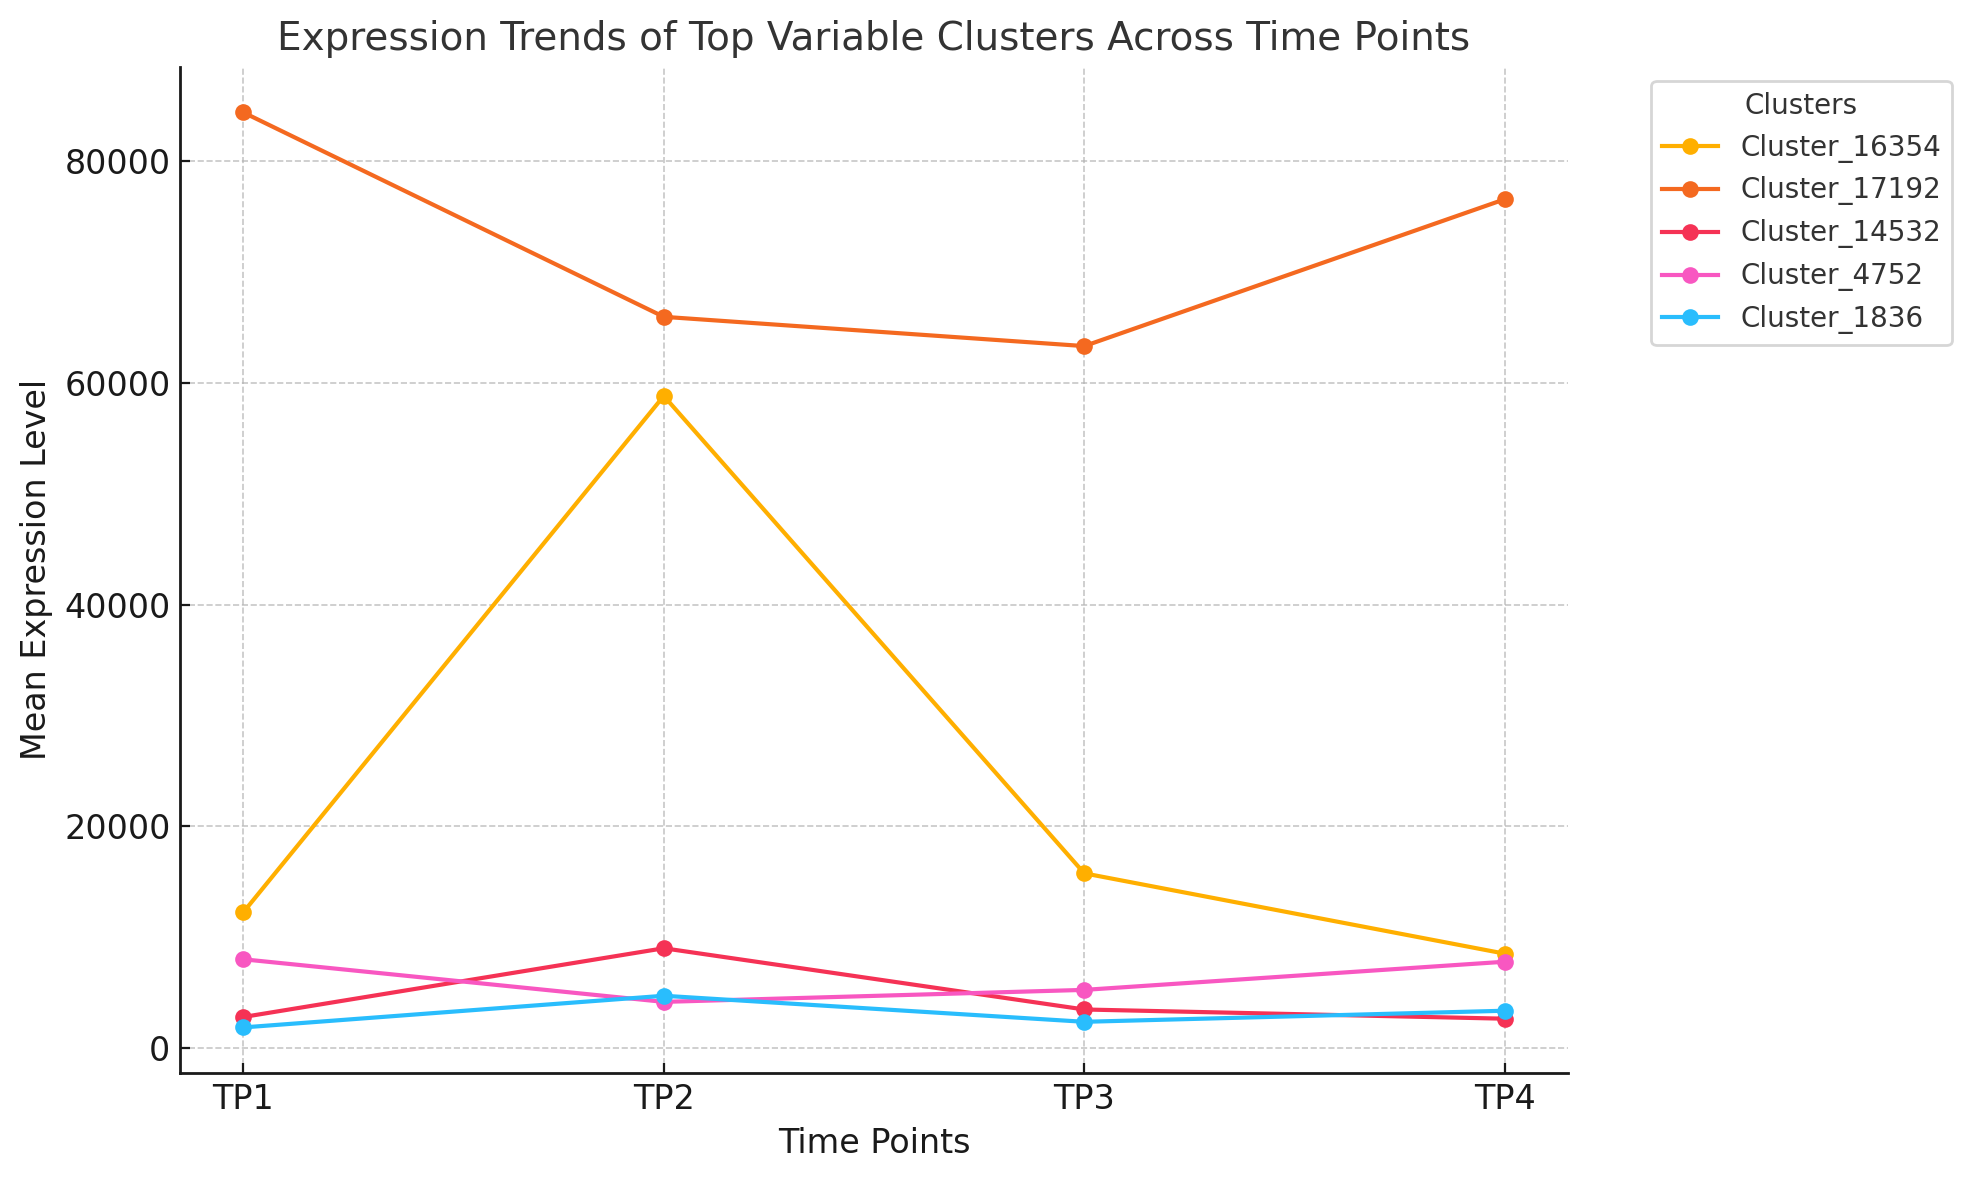 Expression Trends of Top Variable Clusters Across Time Points
Mean Expression Level
80000
60000
40000
20000
0
TP1 TP2 TP3 TP4
Time Points
Clusters
Cluster_16354
Cluster_17192
Cluster_14532
Cluster_4752
Cluster_1836